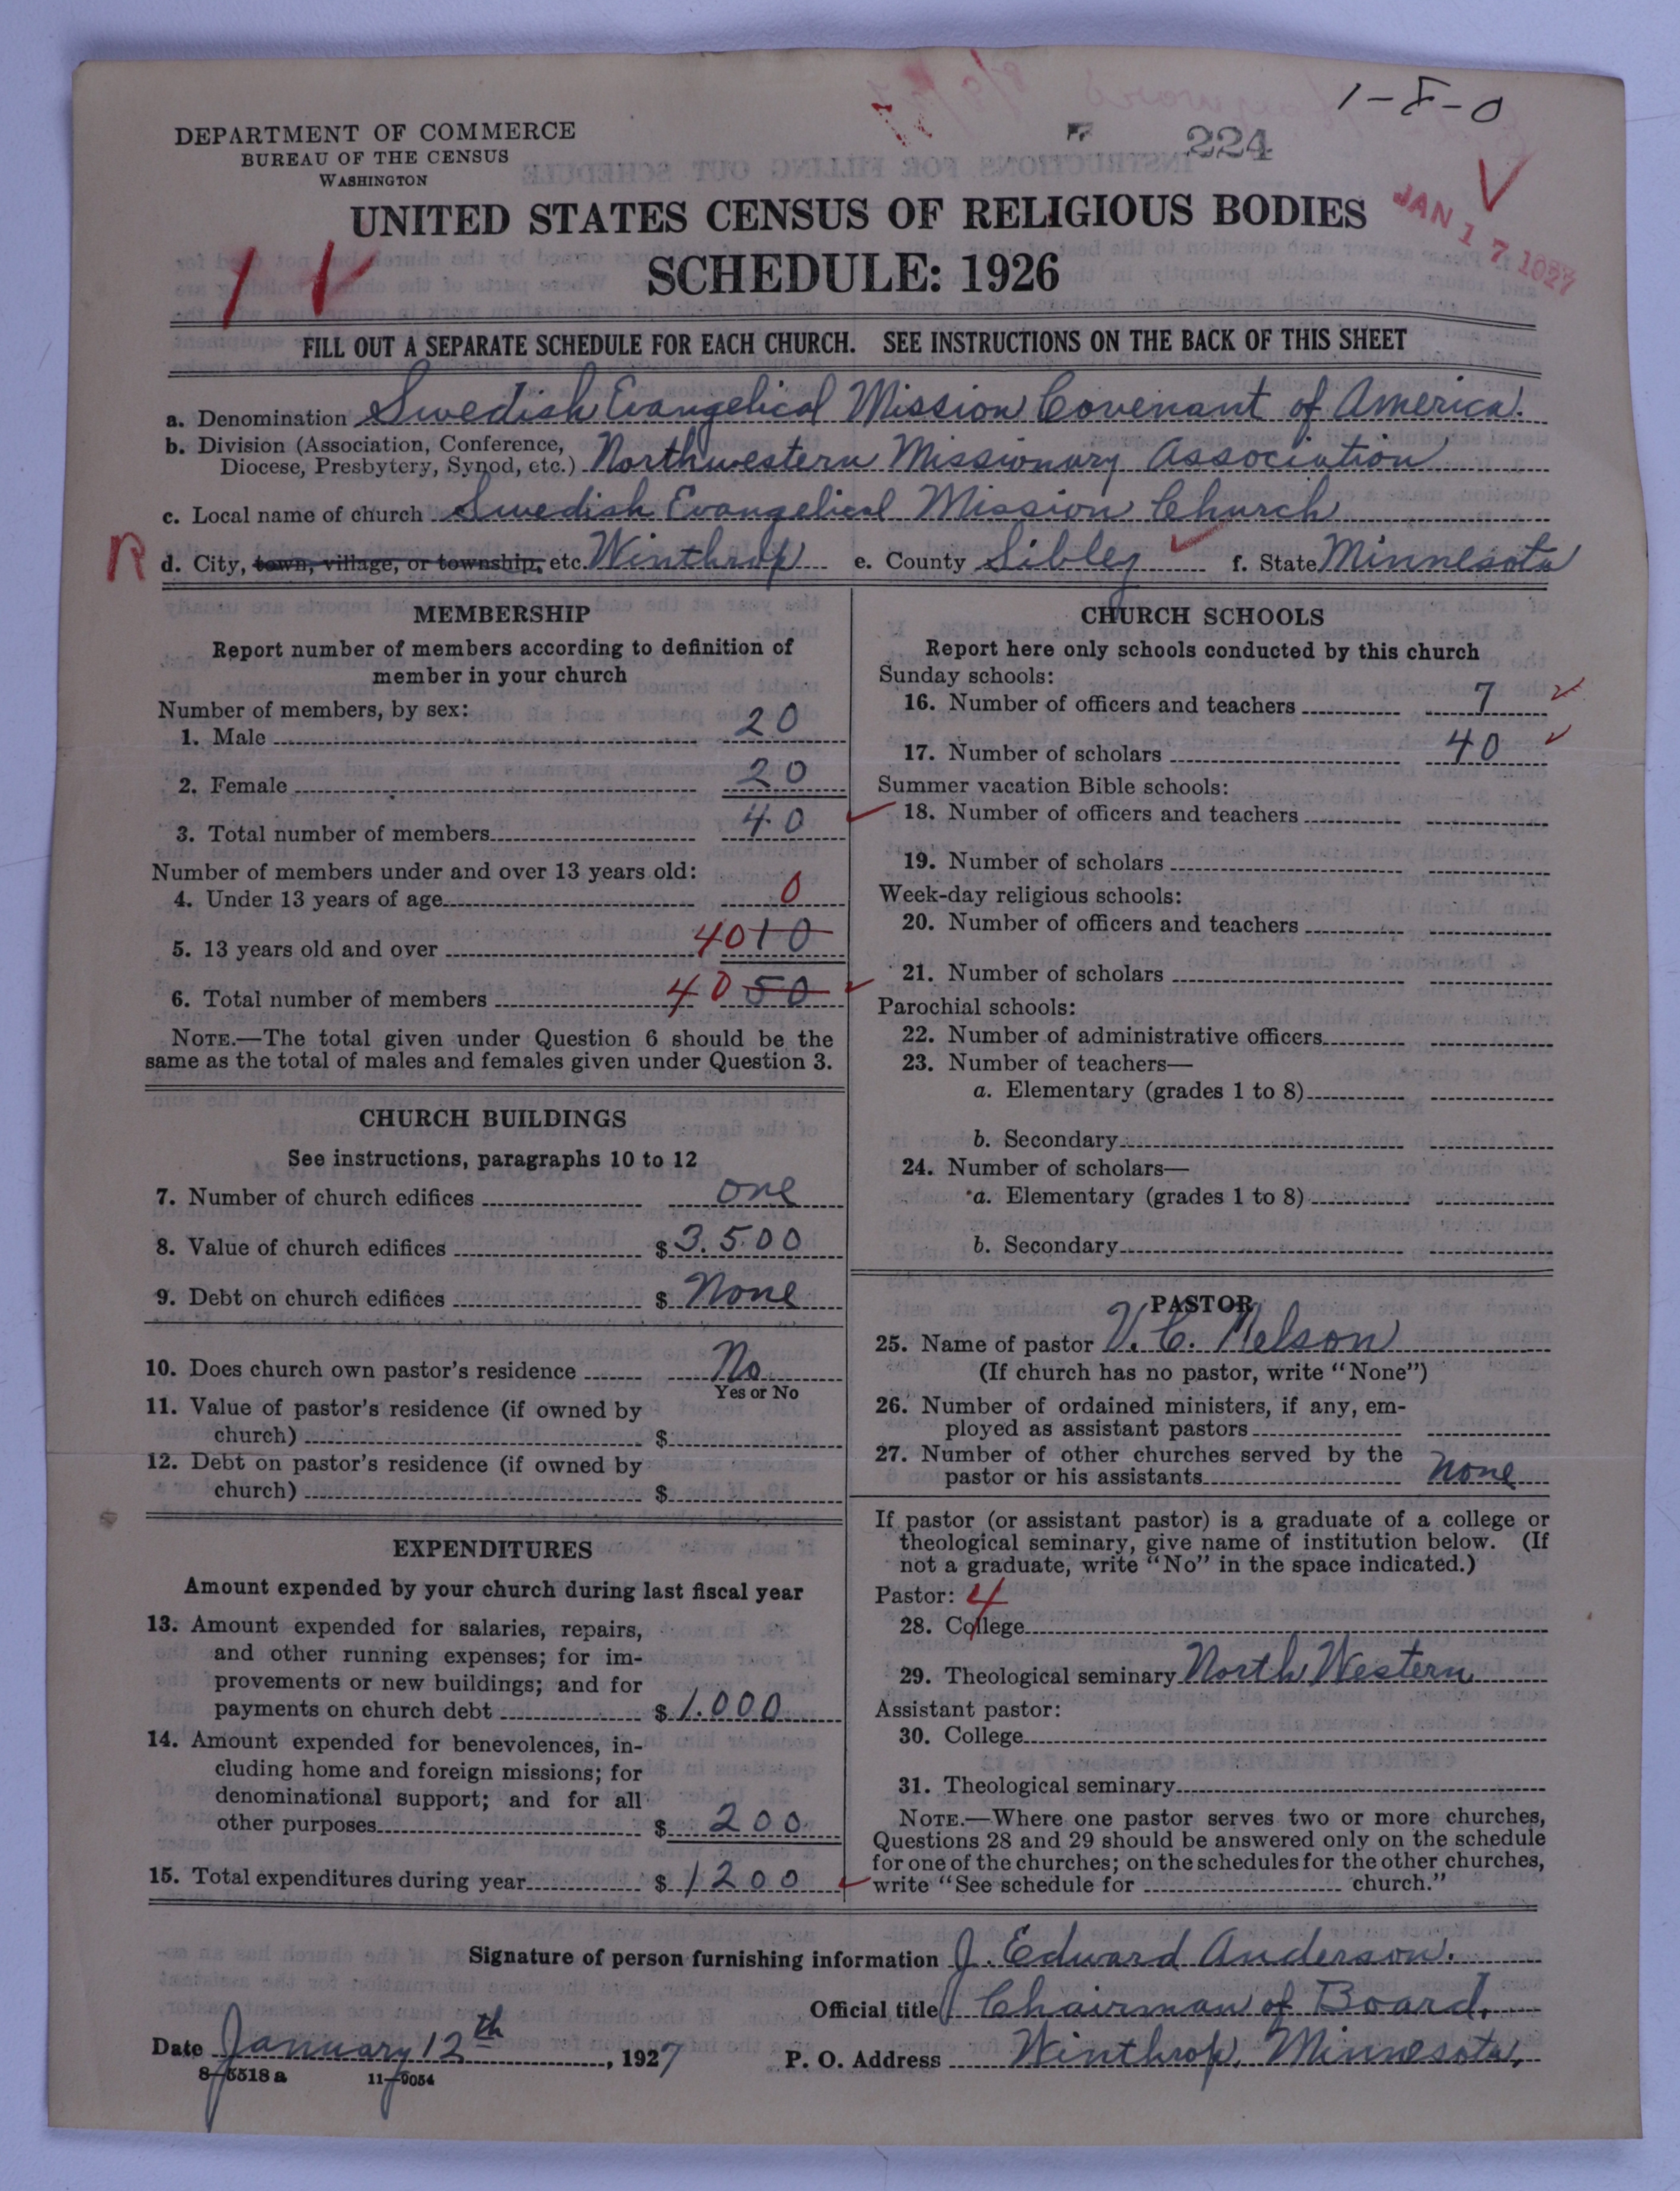 1-8-0
DEPARTMENT OF COMMERCE
BUREAU OF THE CENSUS
WASHINGTON
224
JAN 17 1927
UNITED STATES CENSUS OF RELIGIOUS BODIES
SCHEDULE: 1926
FILL OUT A SEPARATE SCHEDULE FOR EACH CHURCH. SEE INSTRUCTIONS ON THE BACK OF THIS SHEET
a. Denomination Swedish Evangelical Mission Covenant of America.
b. Division (Association, Conference,
Diocese, Presbytery, Synod, etc.) Northwestern Missionary Association
c. Local name of church Swedish Evangelical Mission Church
R d. City, town, village, or township, etc. Winthrop e. County Sibley f. State Minnesota
MEMBERSHIP
Report number of members according to definition of
member in your church
Number of members, by sex:
1. Male 20
2. Female 20
3. Total number of members 40
Number of members under and over 13 years old:
4. Under 13 years of age 0
5. 13 years old and over 40 10
6. Total number of members 40 50
NOTE.—The total given under Question 6 should be the
same as the total of males and females given under Question 3.
CHURCH BUILDINGS
See instructions, paragraphs 10 to 12
7. Number of church edifices one
8. Value of church edifices $ 3.500
9. Debt on church edifices $ None
10. Does church own pastor's residence No
Yes or No
11. Value of pastor's residence (if owned by
church) $
12. Debt on pastor's residence (if owned by
church) $
EXPENDITURES
Amount expended by your church during last fiscal year
13. Amount expended for salaries, repairs,
and other running expenses; for im-
provements or new buildings; and for
payments on church debt $ 1.000
14. Amount expended for benevolences, in-
cluding home and foreign missions; for
denominational support; and for all
other purposes $ 200
15. Total expenditures during year $ 1200
CHURCH SCHOOLS
Report here only schools conducted by this church
Sunday schools:
16. Number of officers and teachers 7
17. Number of scholars 40
Summer vacation Bible schools:
18. Number of officers and teachers
19. Number of scholars
Week-day religious schools:
20. Number of officers and teachers
21. Number of scholars
Parochial schools:
22. Number of administrative officers
23. Number of teachers—
a. Elementary (grades 1 to 8)
b. Secondary
24. Number of scholars—
a. Elementary (grades 1 to 8)
b. Secondary
PASTOR
25. Name of pastor V. C. Nelson
(If church has no pastor, write "None")
26. Number of ordained ministers, if any, em-
ployed as assistant pastors
27. Number of other churches served by the
pastor or his assistants None
If pastor (or assistant pastor) is a graduate of a college or
theological seminary, give name of institution below. (If
not a graduate, write "No" in the space indicated.)
Pastor: 4
28. College
29. Theological seminary North Western
Assistant pastor:
30. College
31. Theological seminary
NOTE.—Where one pastor serves two or more churches,
Questions 28 and 29 should be answered only on the schedule
for one of the churches; on the schedules for the other churches,
write "See schedule for church."
Signature of person furnishing information J. Edward Anderson.
Official title Chairman of Board.
Date January 12th, 1927 P. O. Address Winthrop, Minnesota.
8-5518 a 11-9054